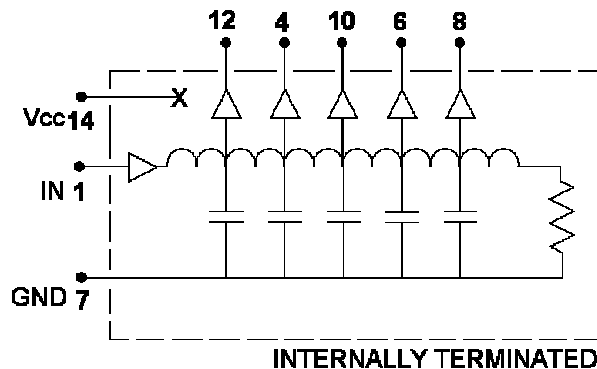 12 4 10 6 8
Vcc14
X
IN 1
GND 7
INTERNALLY TERMINATED